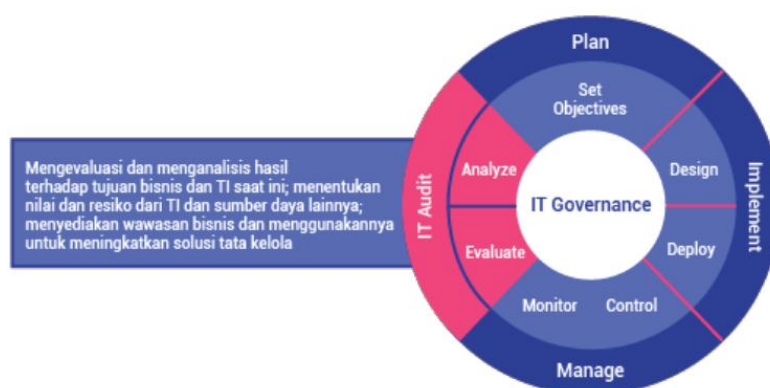 Mengevaluasi dan menganalisis hasil
terhadap tujuan bisnis dan TI saat ini; menentukan
nilai dan resiko dari TI dan sumber daya lainnya;
menyediakan wawasan bisnis dan menggunakannya
untuk meningkatkan solusi tata kelola
IT Audit
Plan
Set
Objectives
Analyze
Design
IT Governance
Implement
Evaluate
Deploy
Monitor
Control
Manage